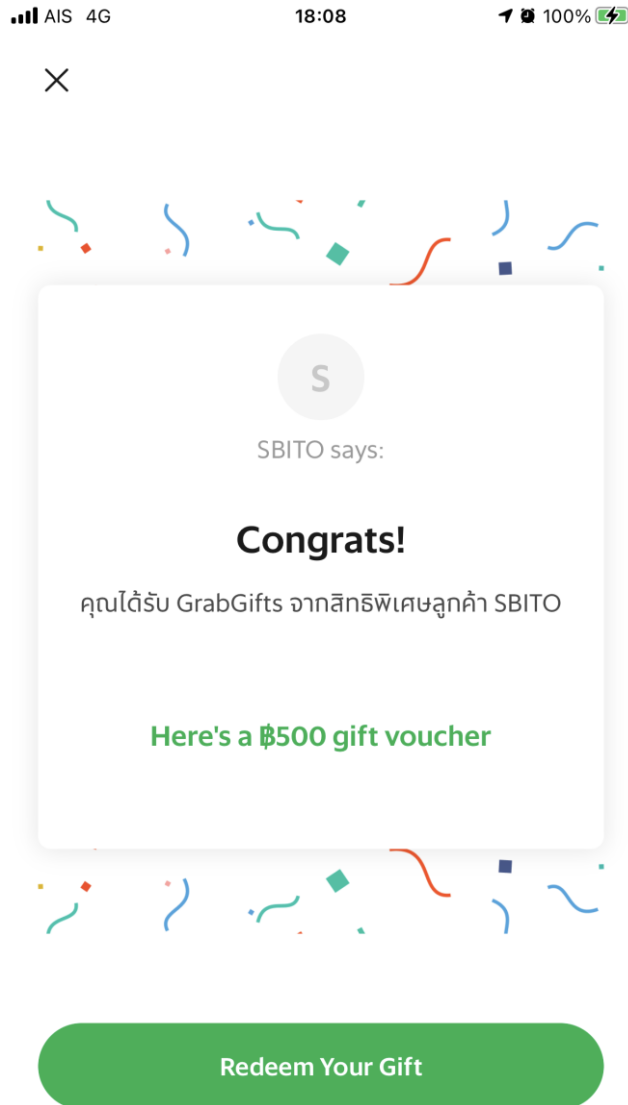 AIS 4G 18:08 100%
S
SBITO says:
Congrats!
คุณได้รับ GrabGifts จากสิทธิพิเศษลูกค้า SBITO
Here's a ฿500 gift voucher
Redeem Your Gift